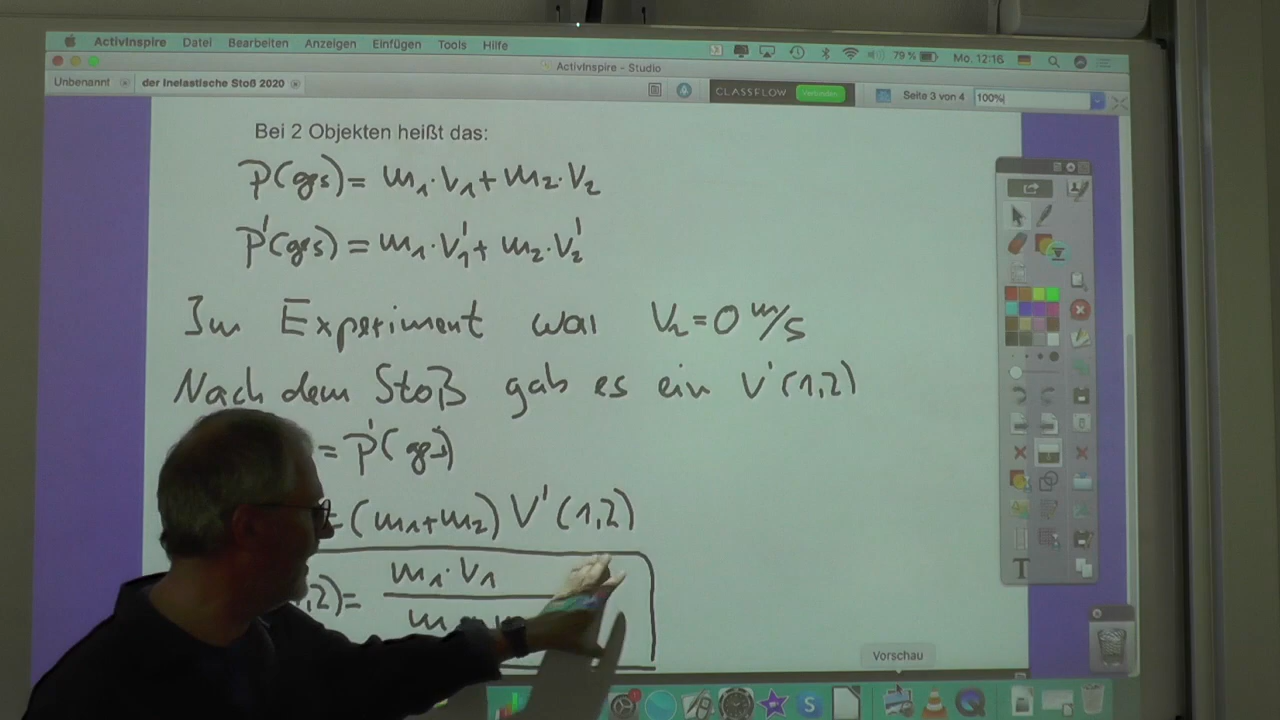 ActivInspire Datei Bearbeiten Anzeigen Einfügen Tools Hilfe 79 % Mo. 12:16
ActivInspire - Studio
Unbenannt der Inelastische Stoß 2020 CLASSFLOW Seite 3 von 4 100%
Bei 2 Objekten heißt das:
P(ges) = m₁·V₁ + m₂·V₂
P'(ges) = m₁·V₁' + m₂·V₂'
Im Experiment war V₂ = 0 m/s
Nach dem Stoß gab es ein V'(1,2)
= P'(ges)
= (m₁+m₂) V'(1,2)
,2) = m₁·V₁
Vorschau